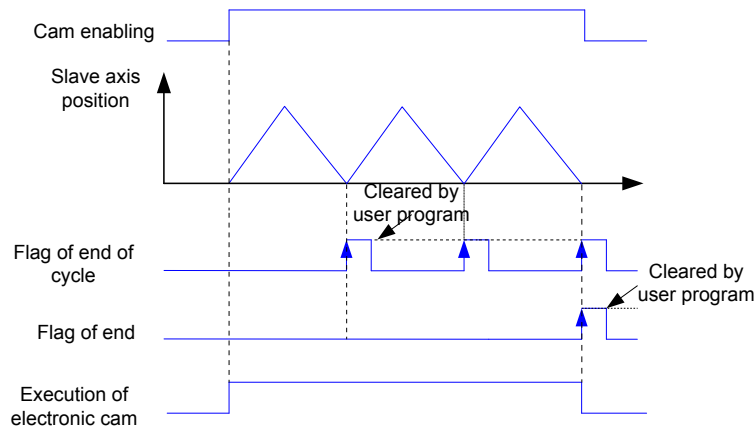 Cam enabling
Slave axis
position
Cleared by
user program
Flag of end of
cycle
Cleared by
user program
Flag of end
Execution of
electronic cam